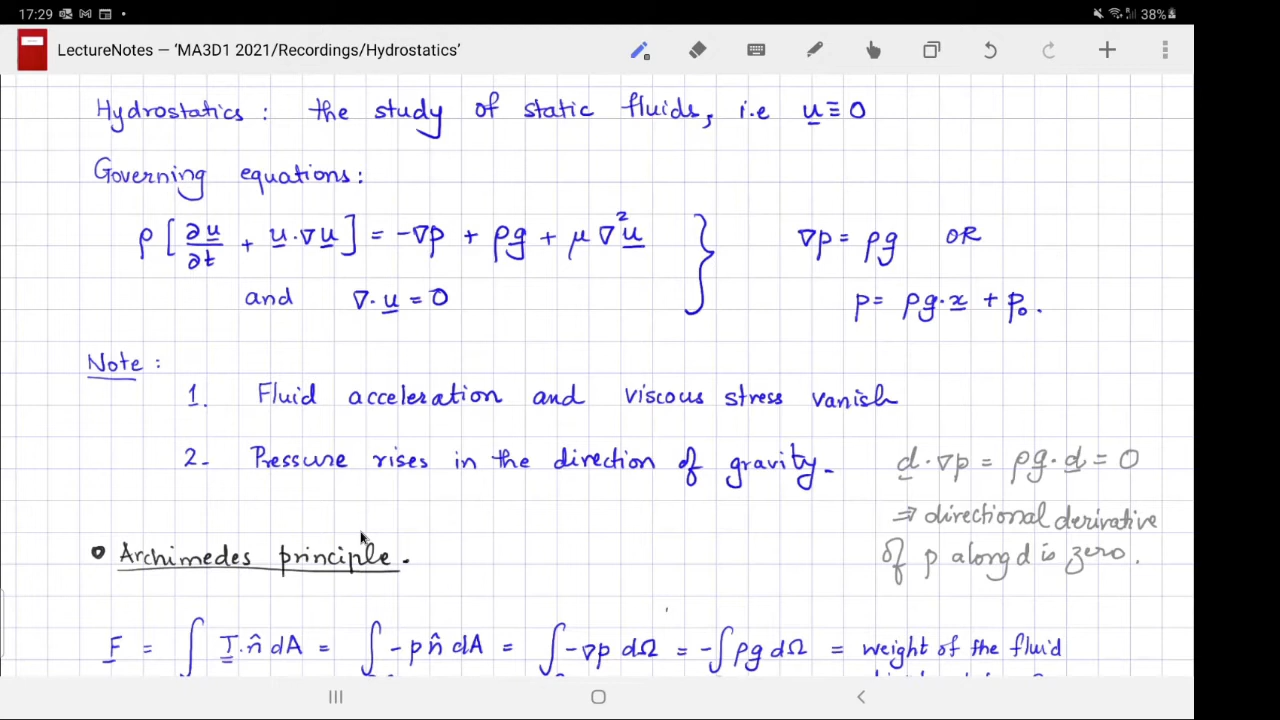 17:29
38%
LectureNotes — ‘MA3D1 2021/Recordings/Hydrostatics’
Hydrostatics : the study of static fluids, i.e u ≡ 0
Governing equations:
ρ [ ∂u/∂t + u·∇u ] = -∇p + ρg + μ ∇²u } ∇p = ρg OR
and ∇·u = 0 p = ρg·x + p₀.
Note :
1. Fluid acceleration and viscous stress vanish
2- Pressure rises in the direction of gravity-
d·∇p = ρg·d = 0
⇒ directional derivative
of p along d is zero.
Archimedes principle.
F = ∫ T·n̂ dA = ∫ -p n̂ dA = ∫ -∇p dΩ = -∫ ρg dΩ = weight of the fluid